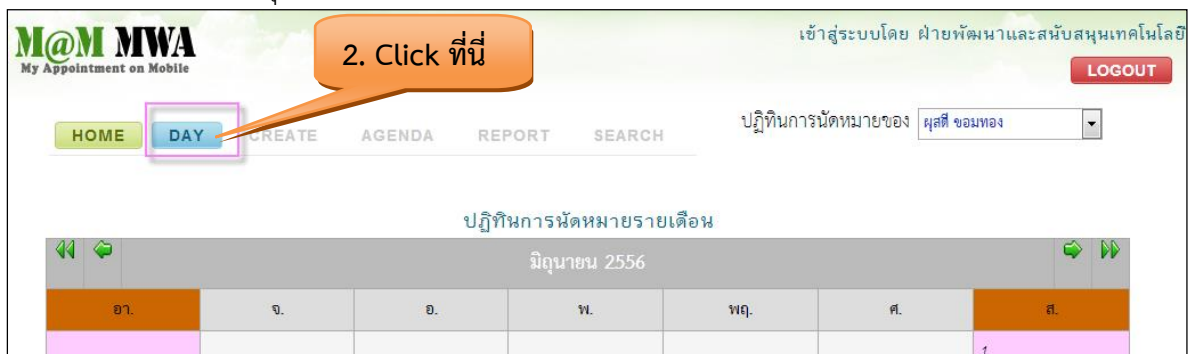 M@M MWA
My Appointment on Mobile
2. Click ที่นี่
เข้าสู่ระบบโดย ฝ่ายพัฒนาและสนับสนุนเทคโนโลยี
LOGOUT
HOME DAY CREATE AGENDA REPORT SEARCH
ปฏิทินการนัดหมายของ ผุสดี ขอมทอง
ปฏิทินการนัดหมายรายเดือน
มิถุนายน 2556
อา. จ. อ. พ. พฤ. ศ. ส.
1